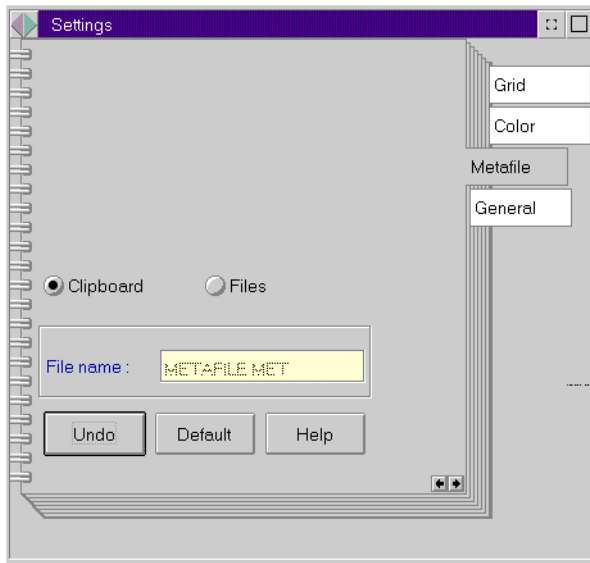 Settings
Grid
Color
Metafile
General
Clipboard Files
File name : METAFILE.MET
Undo Default Help